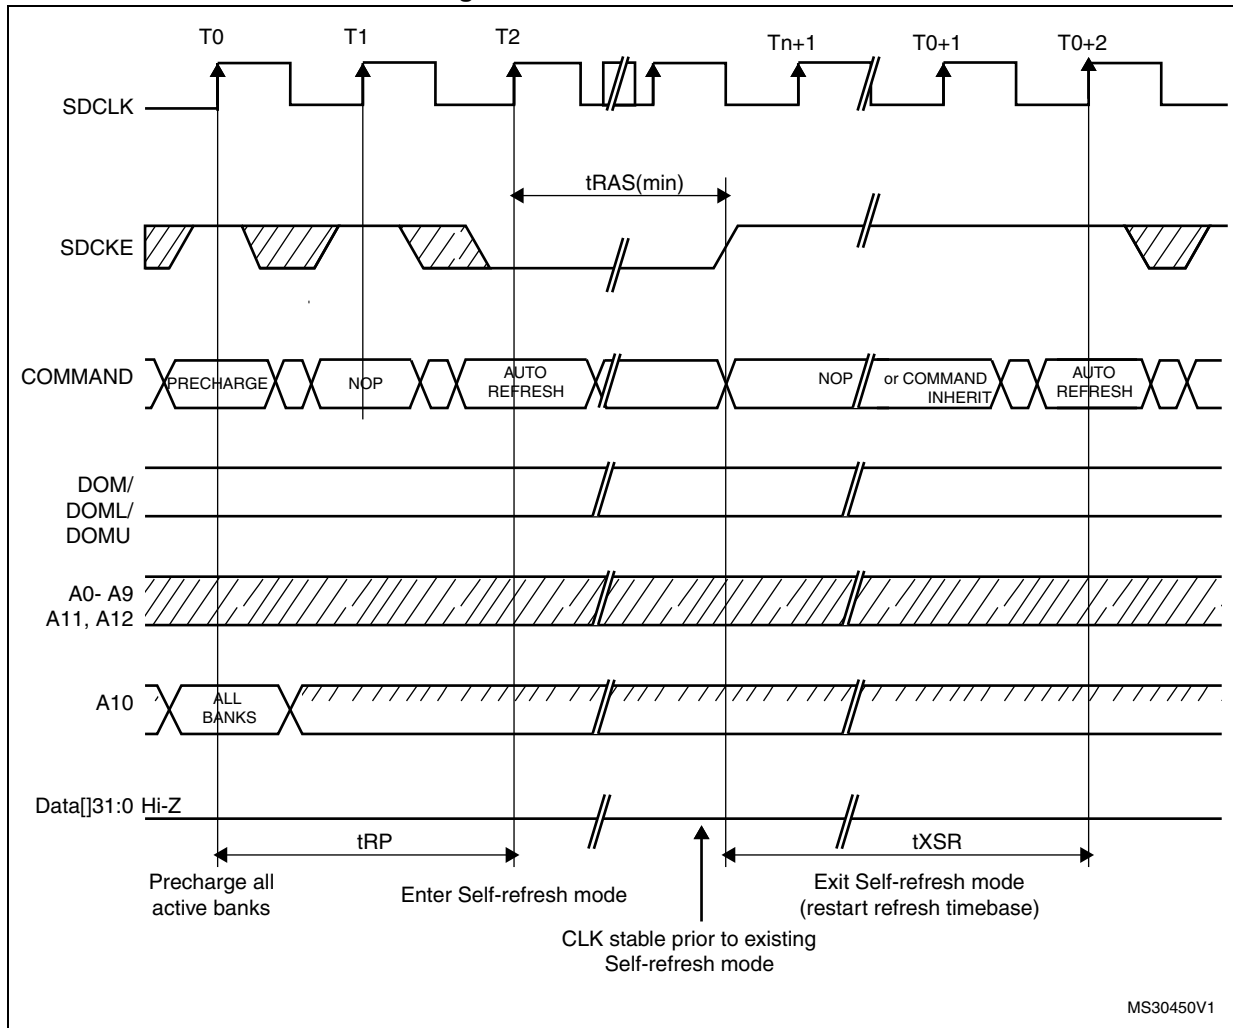 T0 T1 T2 Tn+1 T0+1 T0+2
SDCLK
tRAS(min)
SDCKE
COMMAND PRECHARGE NOP AUTO REFRESH NOP or COMMAND INHERIT AUTO REFRESH
DOM/
DOML/
DOMU
A0- A9
A11, A12
A10 ALL BANKS
Data[]31:0 Hi-Z
tRP tXSR
Precharge all
active banks
Enter Self-refresh mode
Exit Self-refresh mode
(restart refresh timebase)
CLK stable prior to existing
Self-refresh mode
MS30450V1